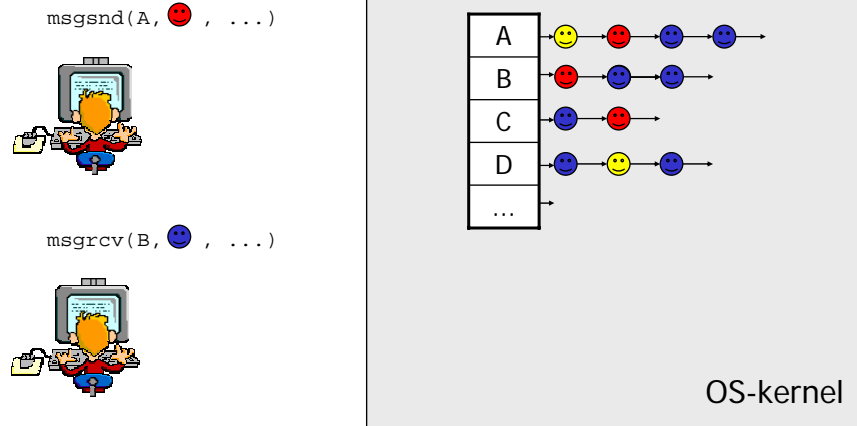 msgsnd(A, , ...)
msgrcv(B, , ...)
A
B
C
D
...
OS-kernel